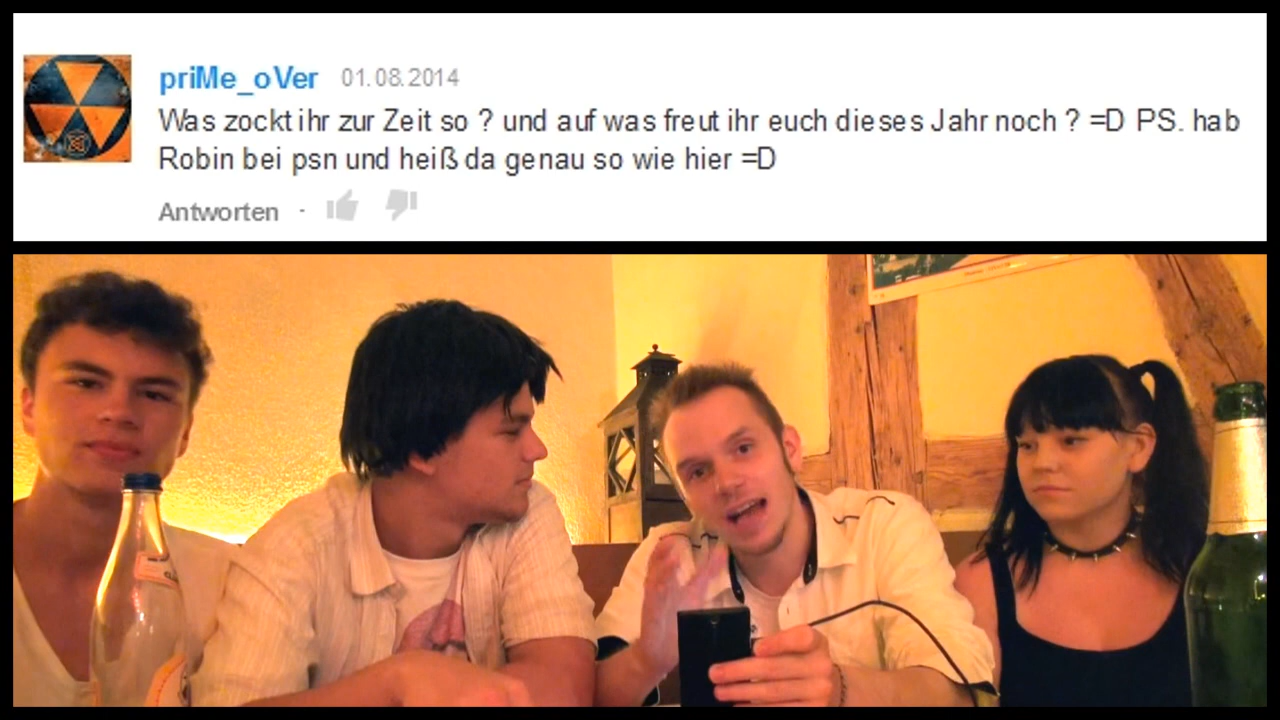 priMe_oVer 01.08.2014
Was zockt ihr zur Zeit so ? und auf was freut ihr euch dieses Jahr noch ? =D PS. hab
Robin bei psn und heiß da genau so wie hier =D
Antworten ·